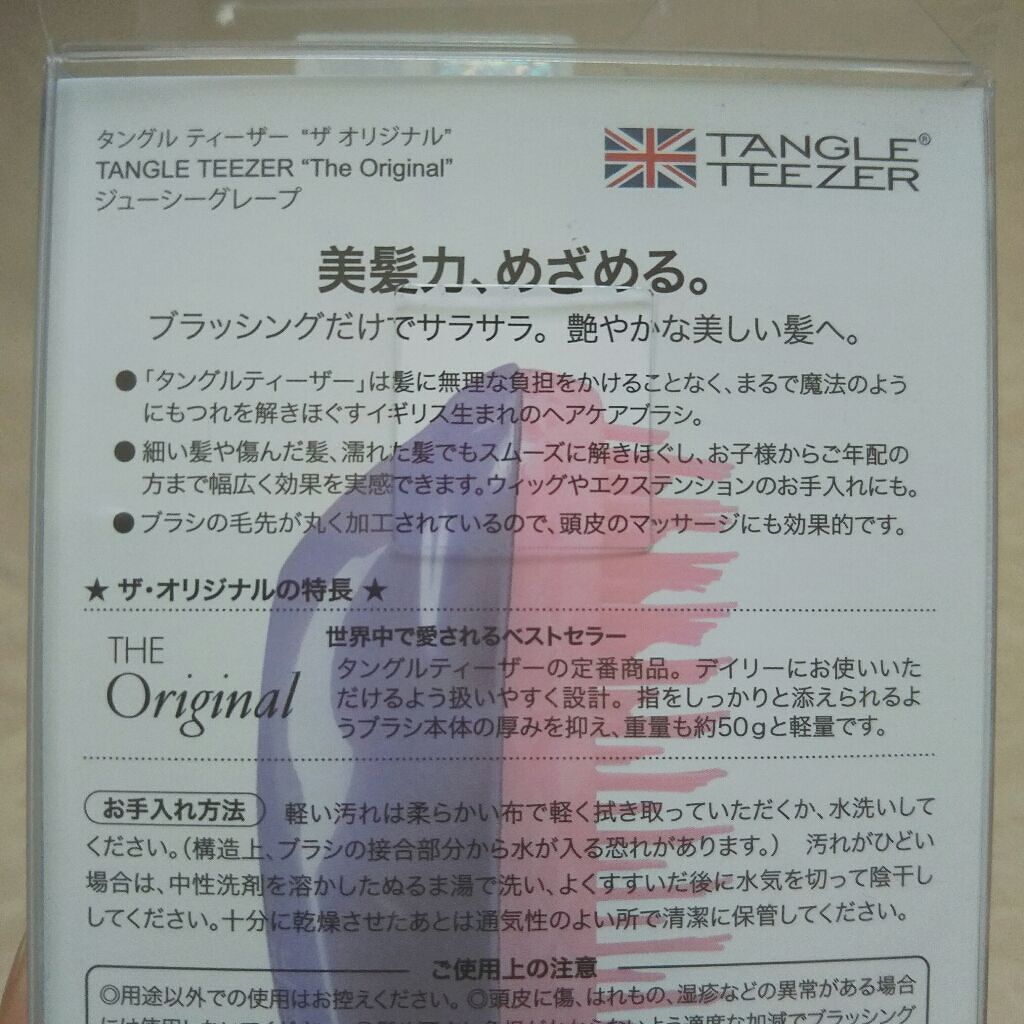 タングル ティーザー “ザ オリジナル”
TANGLE TEEZER “The Original”
ジューシーグレープ
TANGLE®
TEEZER
美髪力、めざめる。
ブラッシングだけでサラサラ。艶やかな美しい髪へ。
●「タングルティーザー」は髪に無理な負担をかけることなく、まるで魔法のよう
にもつれを解きほぐすイギリス生まれのヘアケアブラシ。
●細い髪や傷んだ髪、濡れた髪でもスムーズに解きほぐし、お子様からご年配の
方まで幅広く効果を実感できます。ウィッグやエクステンションのお手入れにも。
●ブラシの毛先が丸く加工されているので、頭皮のマッサージにも効果的です。
★ ザ・オリジナルの特長 ★
THE
Original
世界中で愛されるベストセラー
タングルティーザーの定番商品。デイリーにお使いいた
だけるよう扱いやすく設計。指をしっかりと添えられるよ
うブラシ本体の厚みを抑え、重量も約50gと軽量です。
お手入れ方法 軽い汚れは柔らかい布で軽く拭き取っていただくか、水洗いして
ください。(構造上、ブラシの接合部分から水が入る恐れがあります。) 汚れがひどい
場合は、中性洗剤を溶かしたぬるま湯で洗い、よくすすいだ後に水気を切って陰干し
してください。十分に乾燥させたあとは通気性のよい所で清潔に保管してください。
ご使用上の注意
◎用途以外での使用はお控えください。◎頭皮に傷、はれもの、湿疹などの異常がある場合